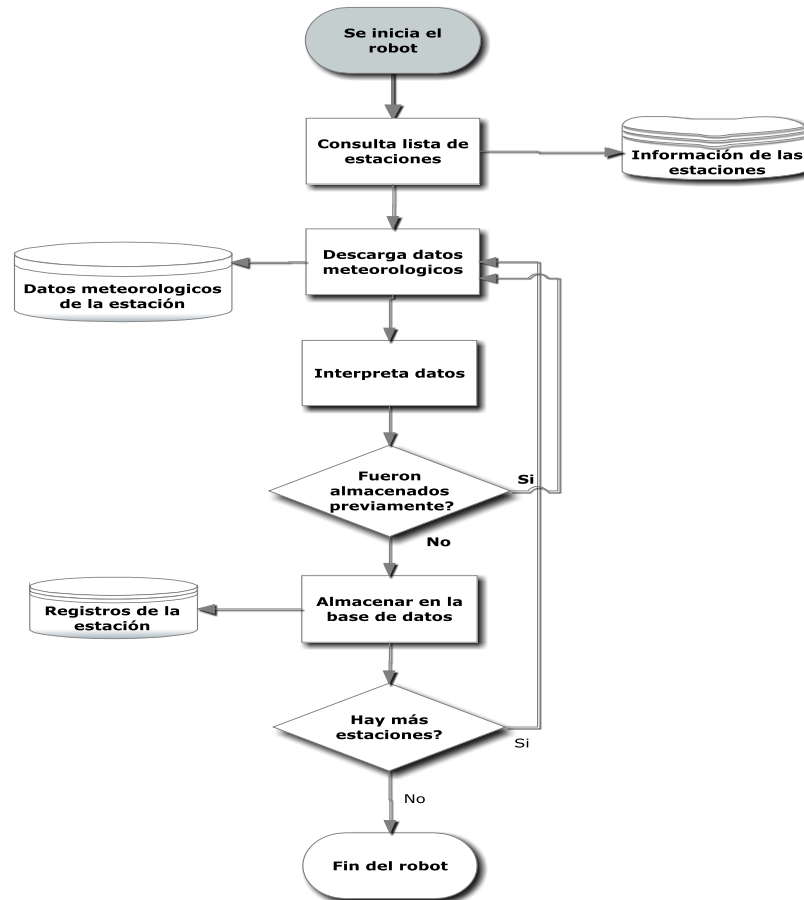 Se inicia el
robot
Consulta lista de
estaciones
Información de las
estaciones
Descarga datos
meteorologicos
Datos meteorologicos
de la estación
Interpreta datos
Fueron
almacenados
previamente?
Si
No
Almacenar en la
base de datos
Registros de la
estación
Hay más
estaciones?
Si
No
Fin del robot